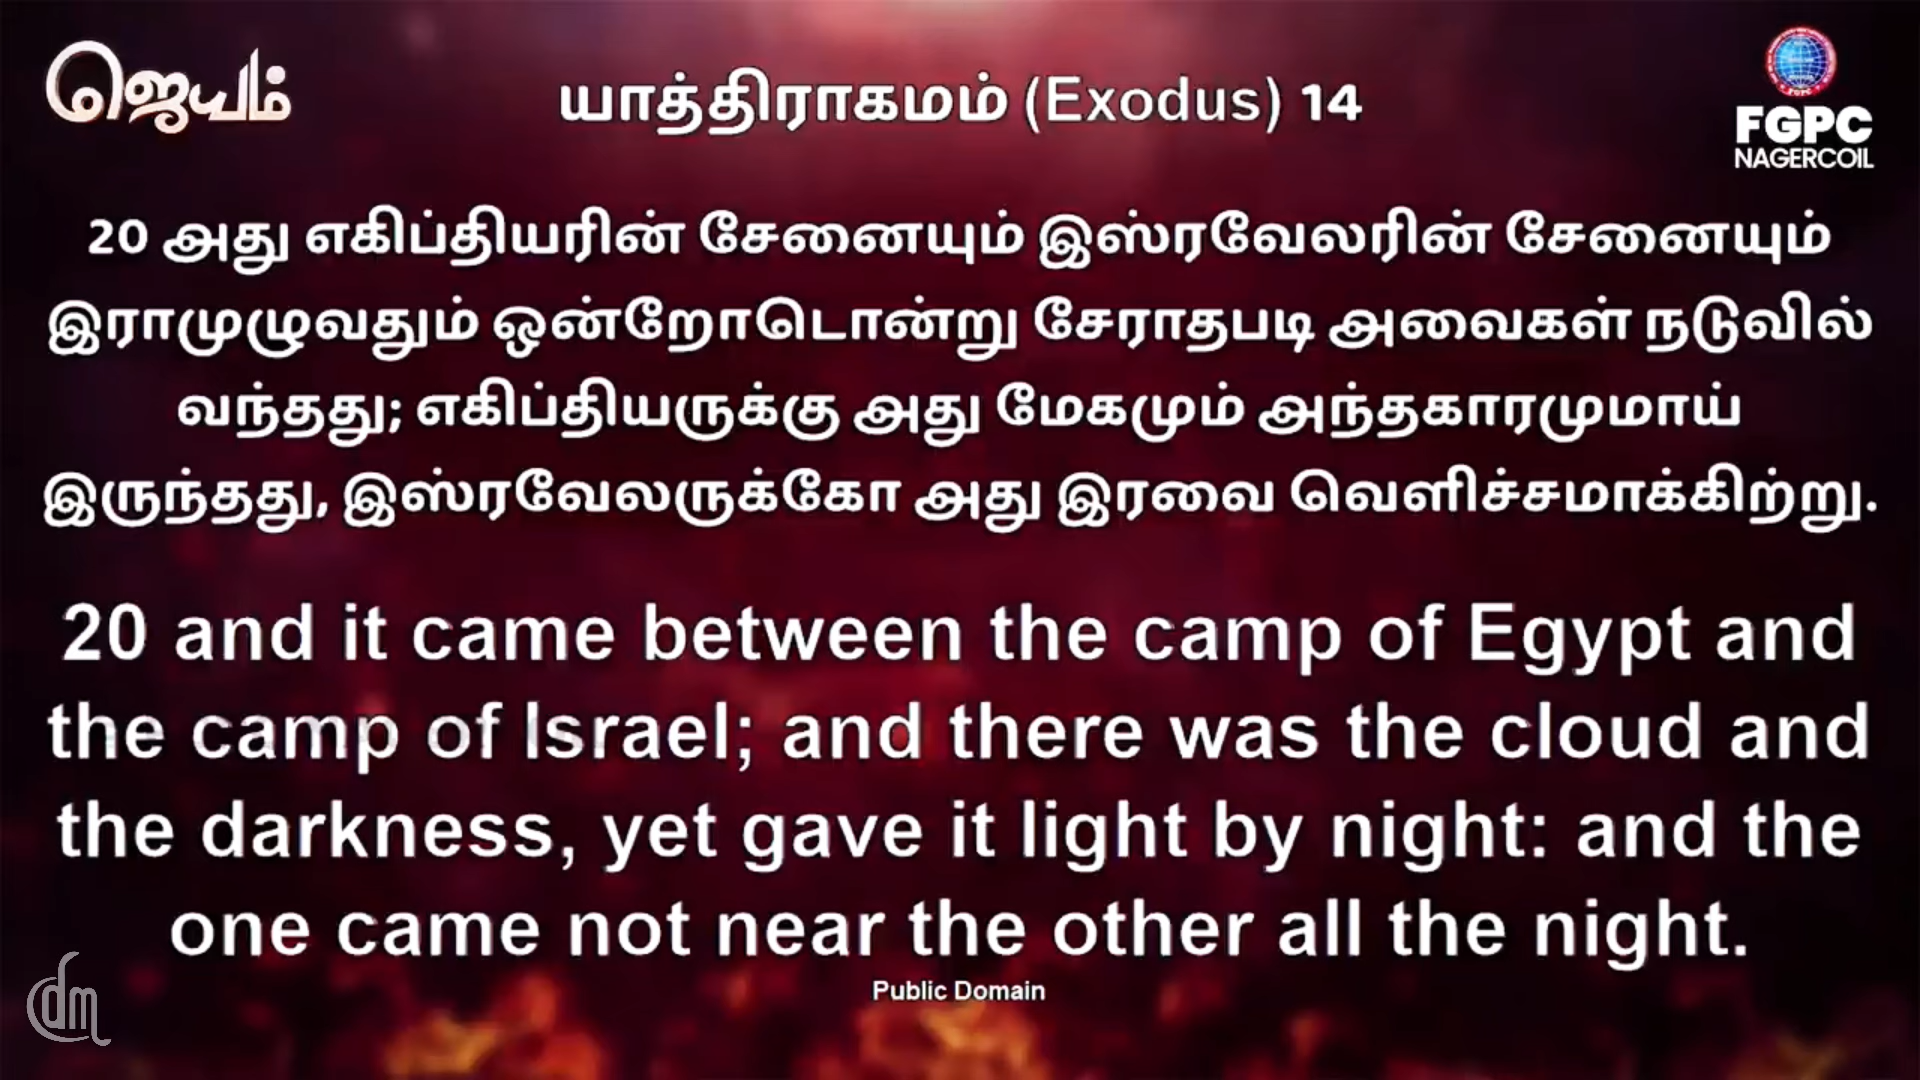 ஜெயம்
யாத்திராகமம் (Exodus) 14
FGPC
NAGERCOIL
20 அது எகிப்தியரின் சேனையும் இஸ்ரவேலரின் சேனையும்
இராமுழுவதும் ஒன்றோடொன்று சேராதபடி அவைகள் நடுவில்
வந்தது; எகிப்தியருக்கு அது மேகமும் அந்தகாரமுமாய்
இருந்தது, இஸ்ரவேலருக்கோ அது இரவை வெளிச்சமாக்கிற்று.
20 and it came between the camp of Egypt and
the camp of Israel; and there was the cloud and
the darkness, yet gave it light by night: and the
one came not near the other all the night.
Public Domain
dm